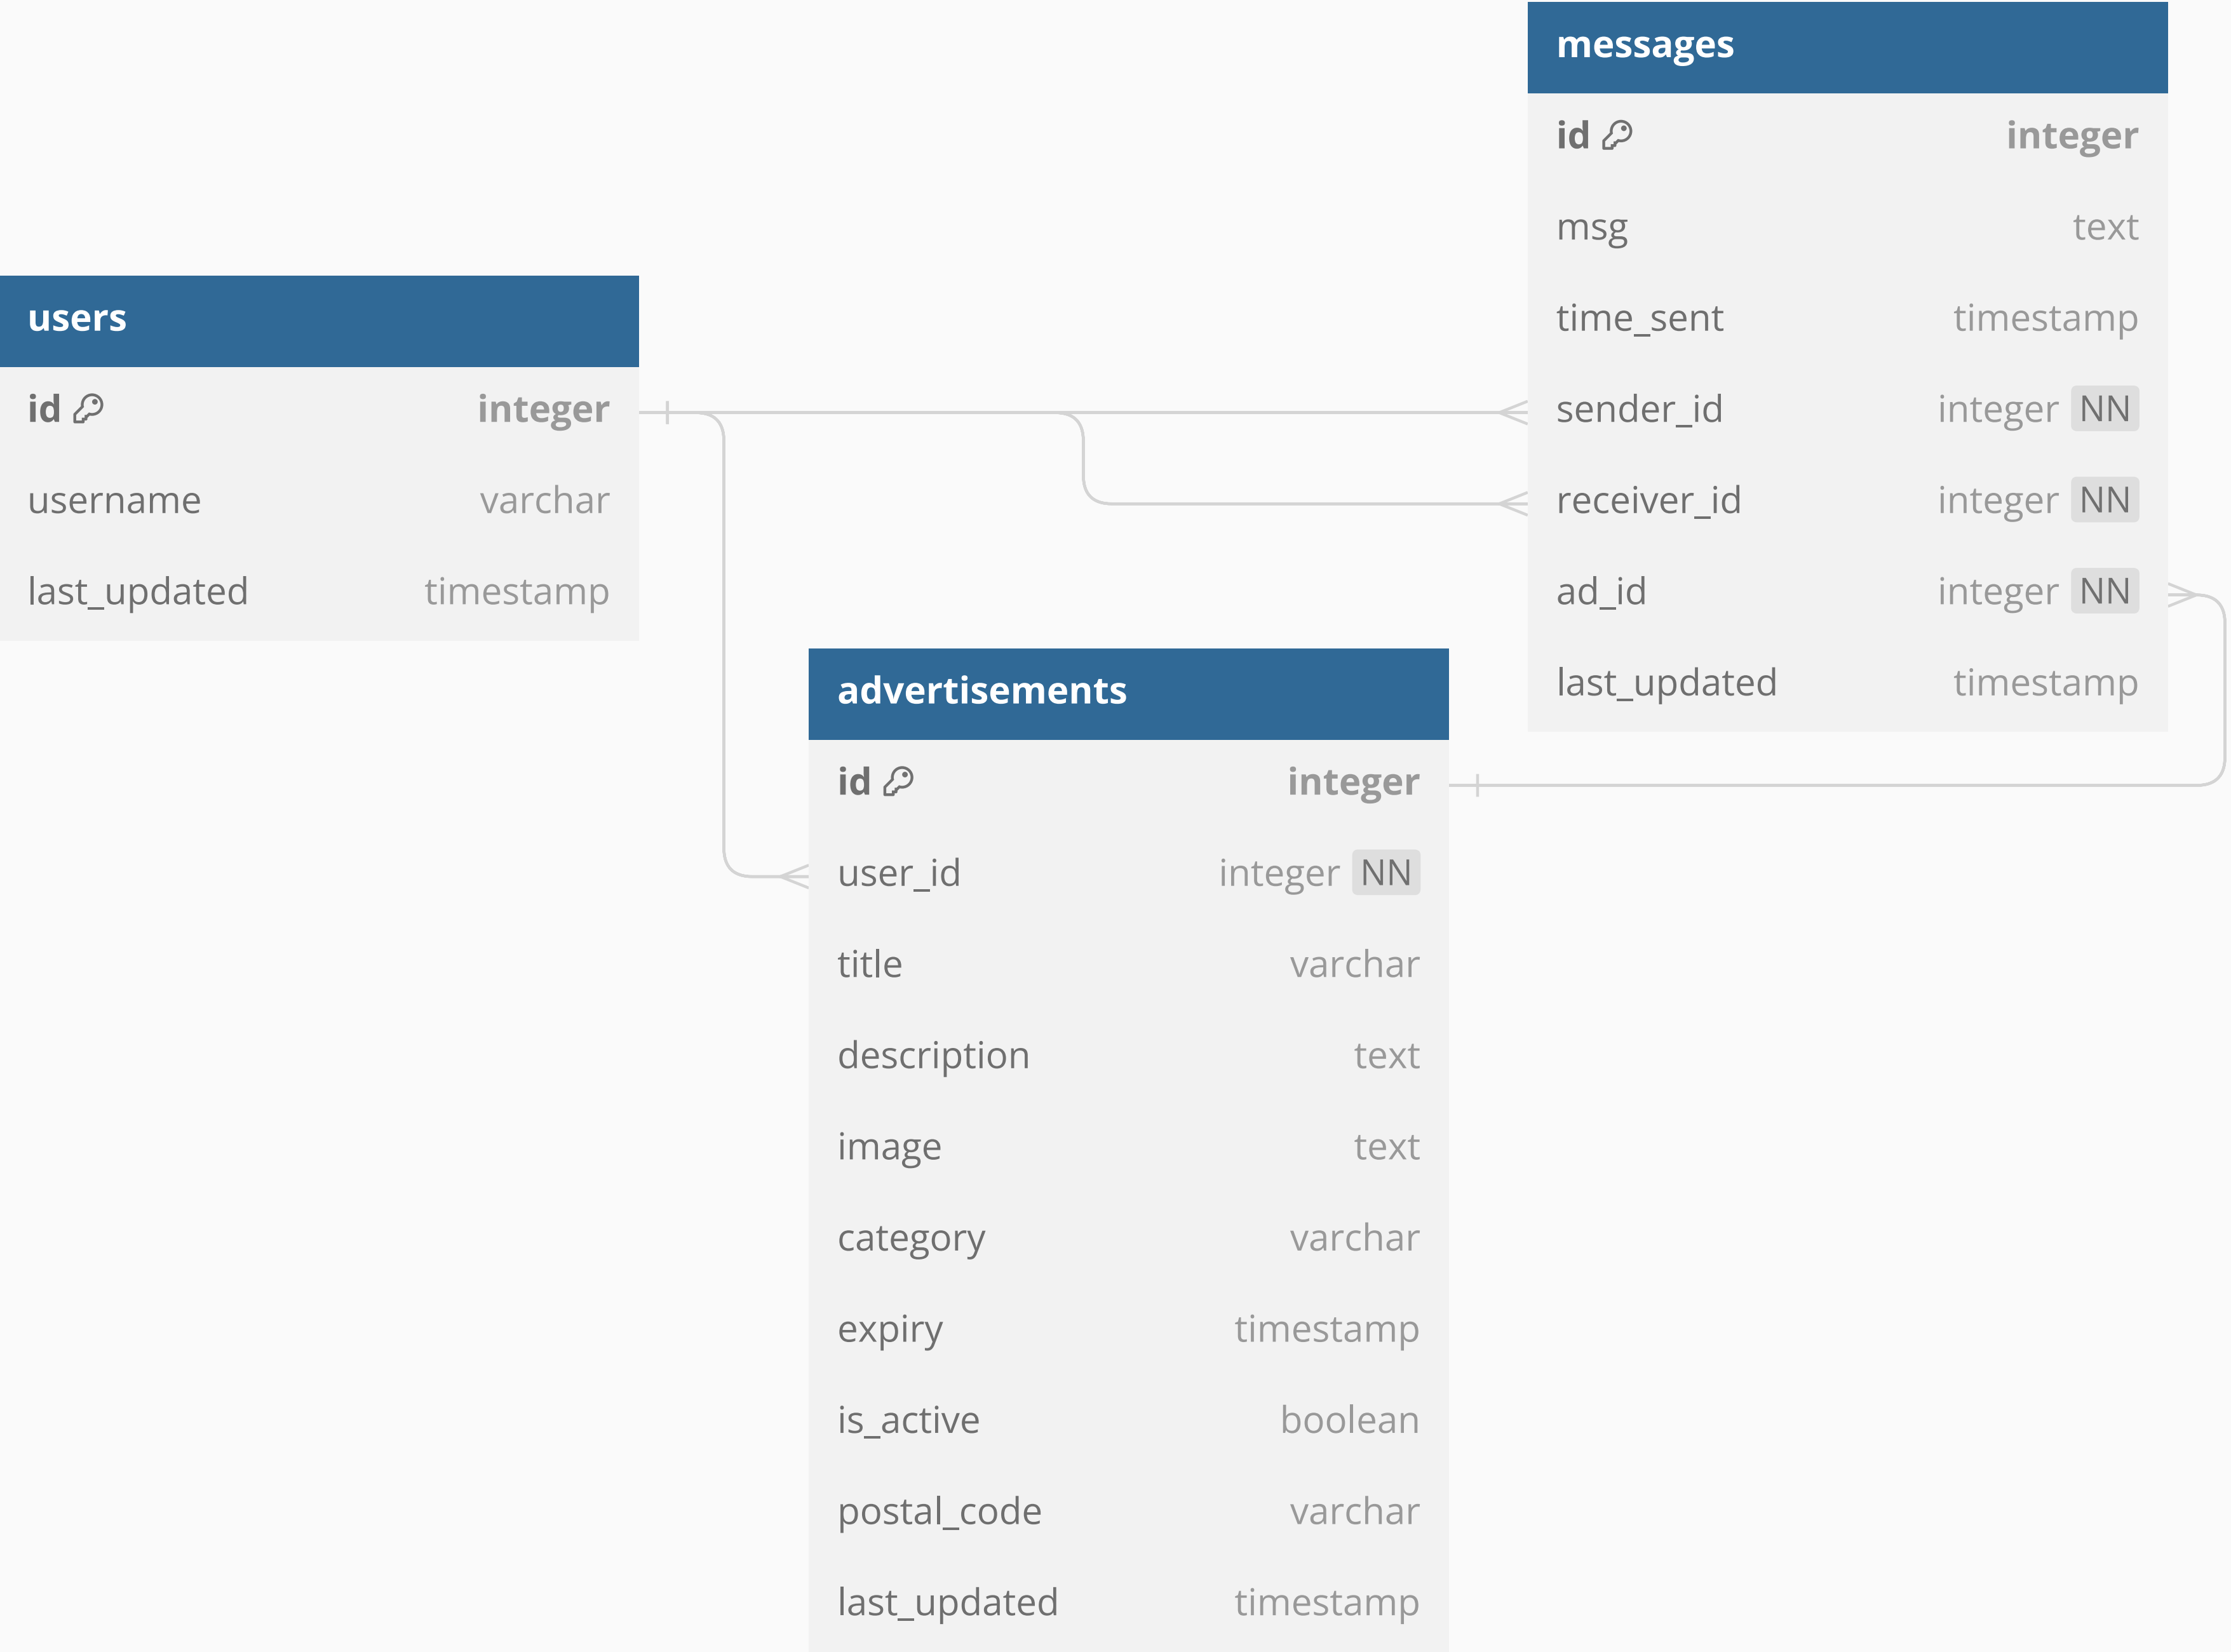 users
id integer
username varchar
last_updated timestamp
messages
id integer
msg text
time_sent timestamp
sender_id integer NN
receiver_id integer NN
ad_id integer NN
last_updated timestamp
advertisements
id integer
user_id integer NN
title varchar
description text
image text
category varchar
expiry timestamp
is_active boolean
postal_code varchar
last_updated timestamp